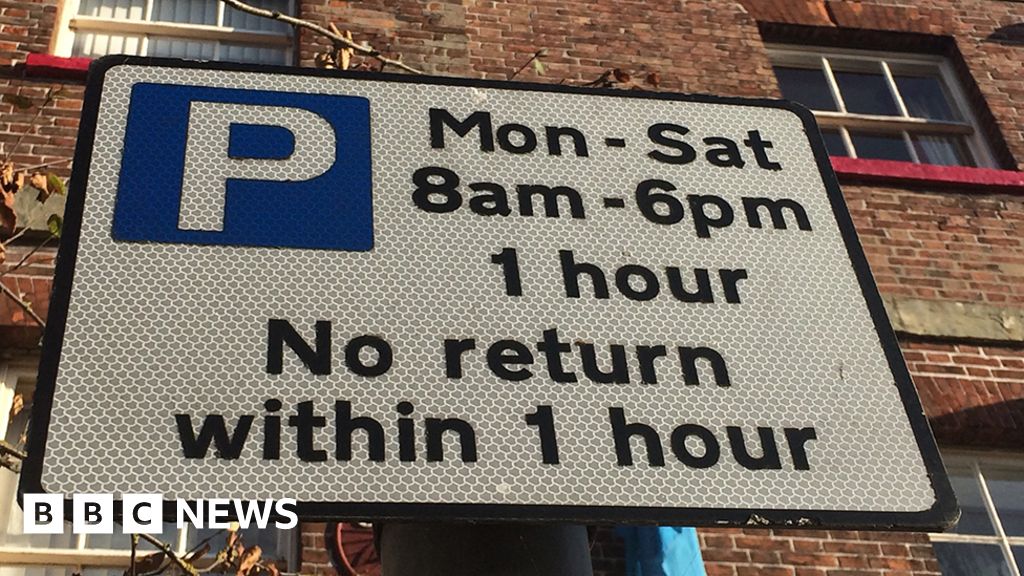 P
Mon - Sat
8am - 6pm
1 hour
No return
within 1 hour
BBC NEWS